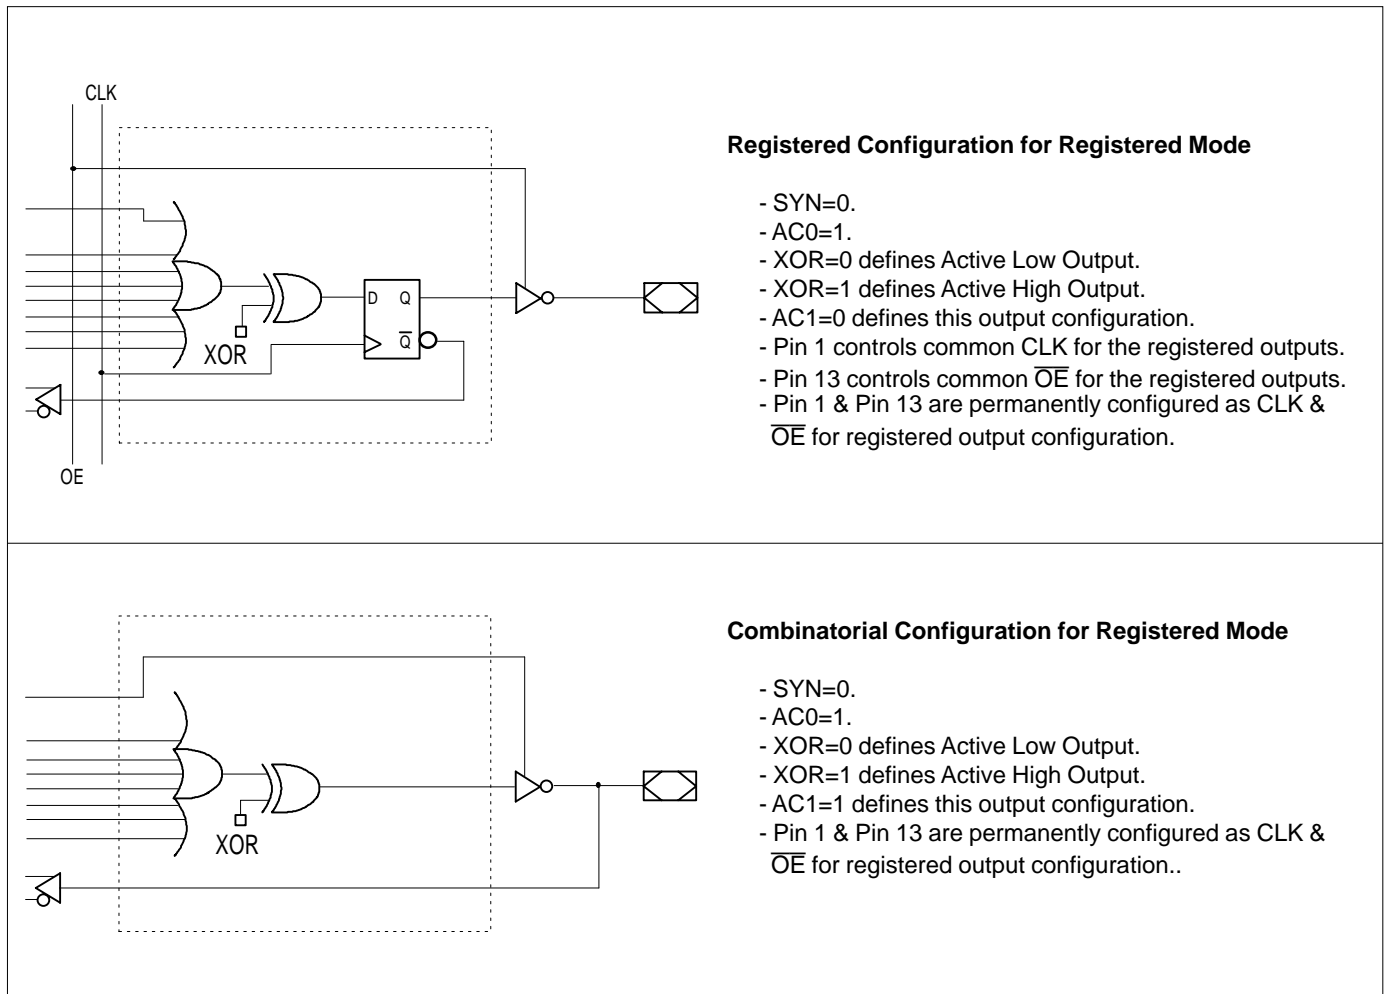 CLK
XOR
D Q
Q̅
OE
Registered Configuration for Registered Mode
- SYN=0.
- AC0=1.
- XOR=0 defines Active Low Output.
- XOR=1 defines Active High Output.
- AC1=0 defines this output configuration.
- Pin 1 controls common CLK for the registered outputs.
- Pin 13 controls common O̅E̅ for the registered outputs.
- Pin 1 & Pin 13 are permanently configured as CLK &
O̅E̅ for registered output configuration.
XOR
Combinatorial Configuration for Registered Mode
- SYN=0.
- AC0=1.
- XOR=0 defines Active Low Output.
- XOR=1 defines Active High Output.
- AC1=1 defines this output configuration.
- Pin 1 & Pin 13 are permanently configured as CLK &
O̅E̅ for registered output configuration..